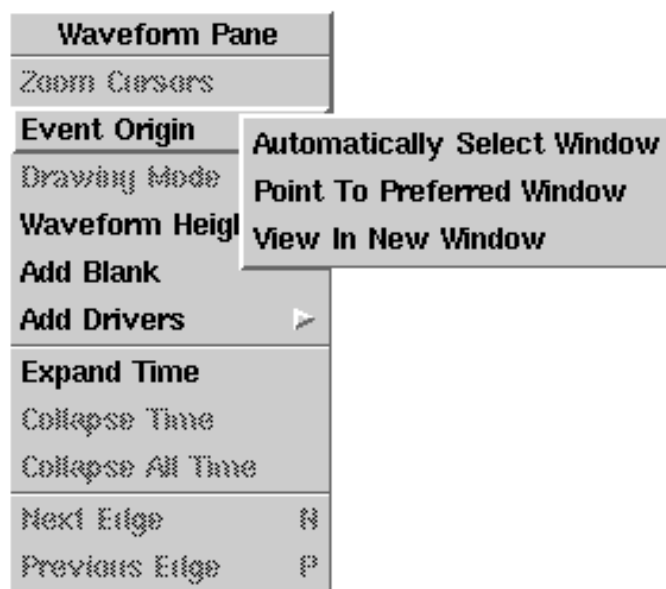 Waveform Pane
Zoom Cursors
Event Origin
Automatically Select Window
Point To Preferred Window
View In New Window
Drawing Mode
Waveform Heig
Add Blank
Add Drivers
Expand Time
Collapse Time
Collapse All Time
Next Edge N
Previous Edge P